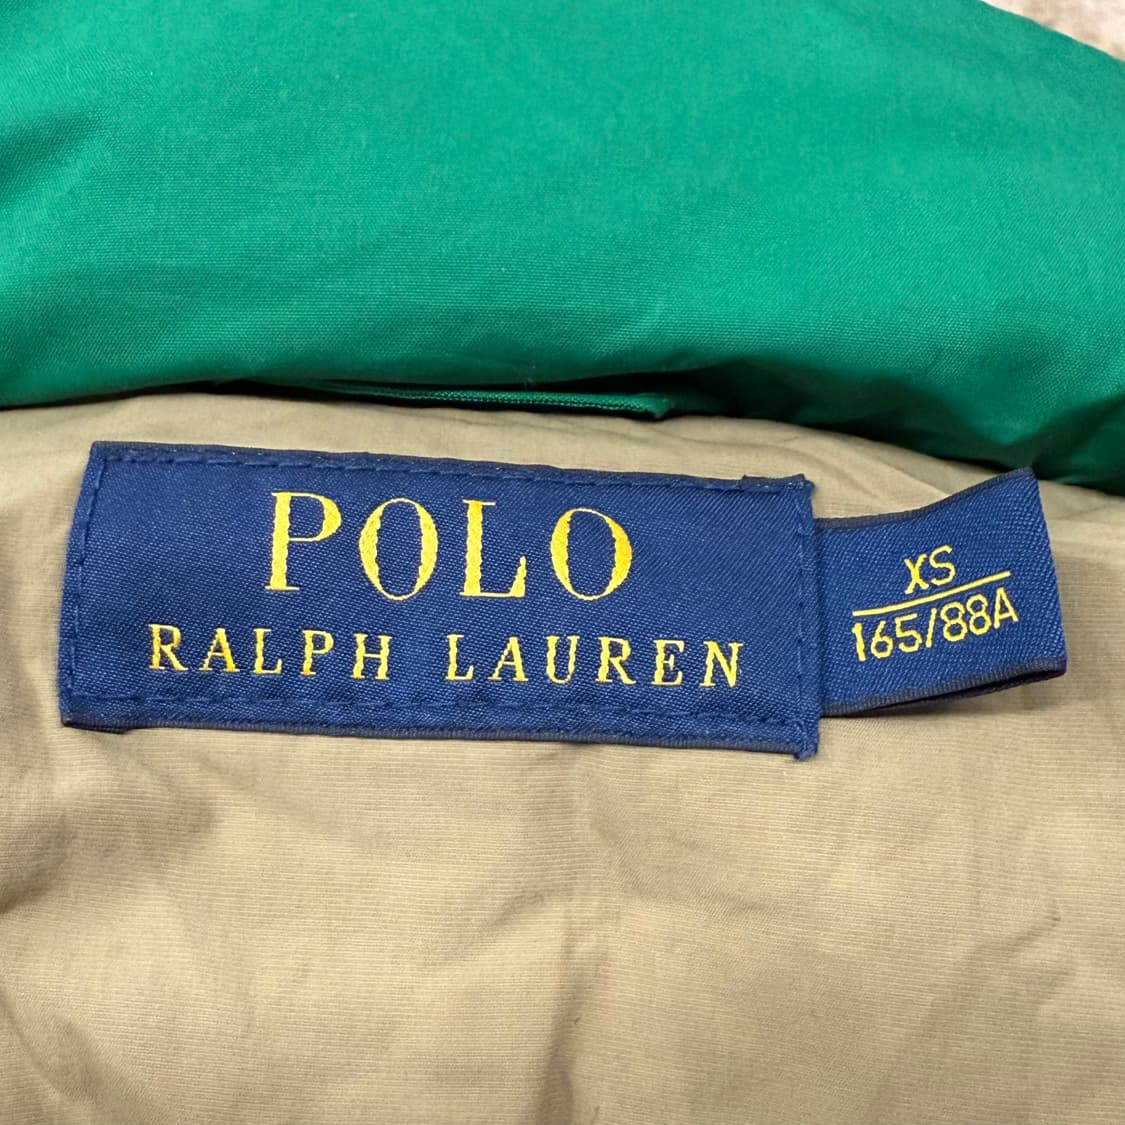 POLO
RALPH LAUREN
XS
165/88A